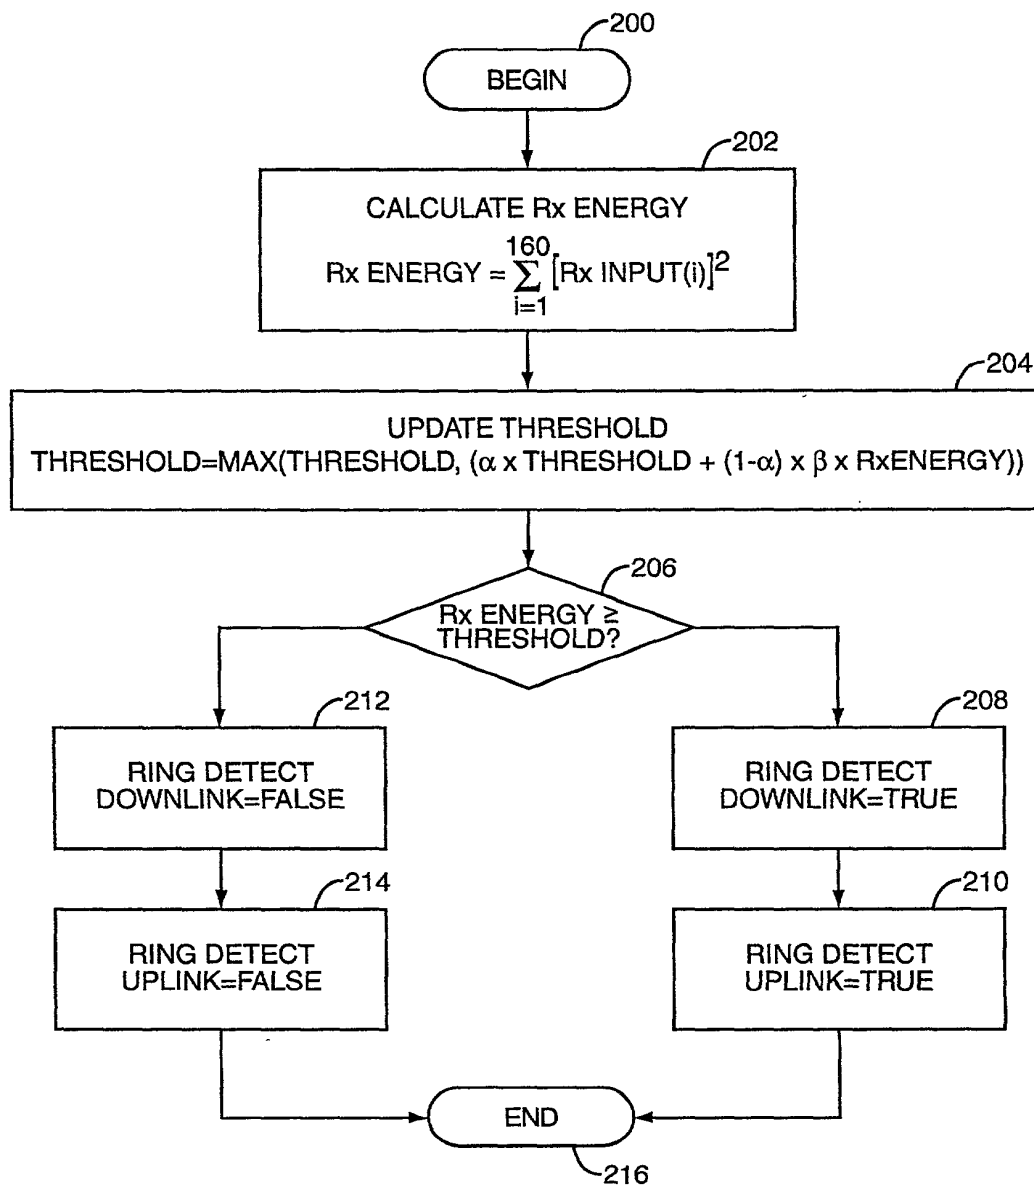 200
BEGIN
202
CALCULATE Rx ENERGY
160
Rx ENERGY = ∑ [Rx INPUT(i)]²
i=1
204
UPDATE THRESHOLD
THRESHOLD=MAX(THRESHOLD, (α x THRESHOLD + (1-α) x β x RxENERGY))
206
Rx ENERGY ≥
THRESHOLD?
212
RING DETECT
DOWNLINK=FALSE
208
RING DETECT
DOWNLINK=TRUE
214
RING DETECT
UPLINK=FALSE
210
RING DETECT
UPLINK=TRUE
END
216